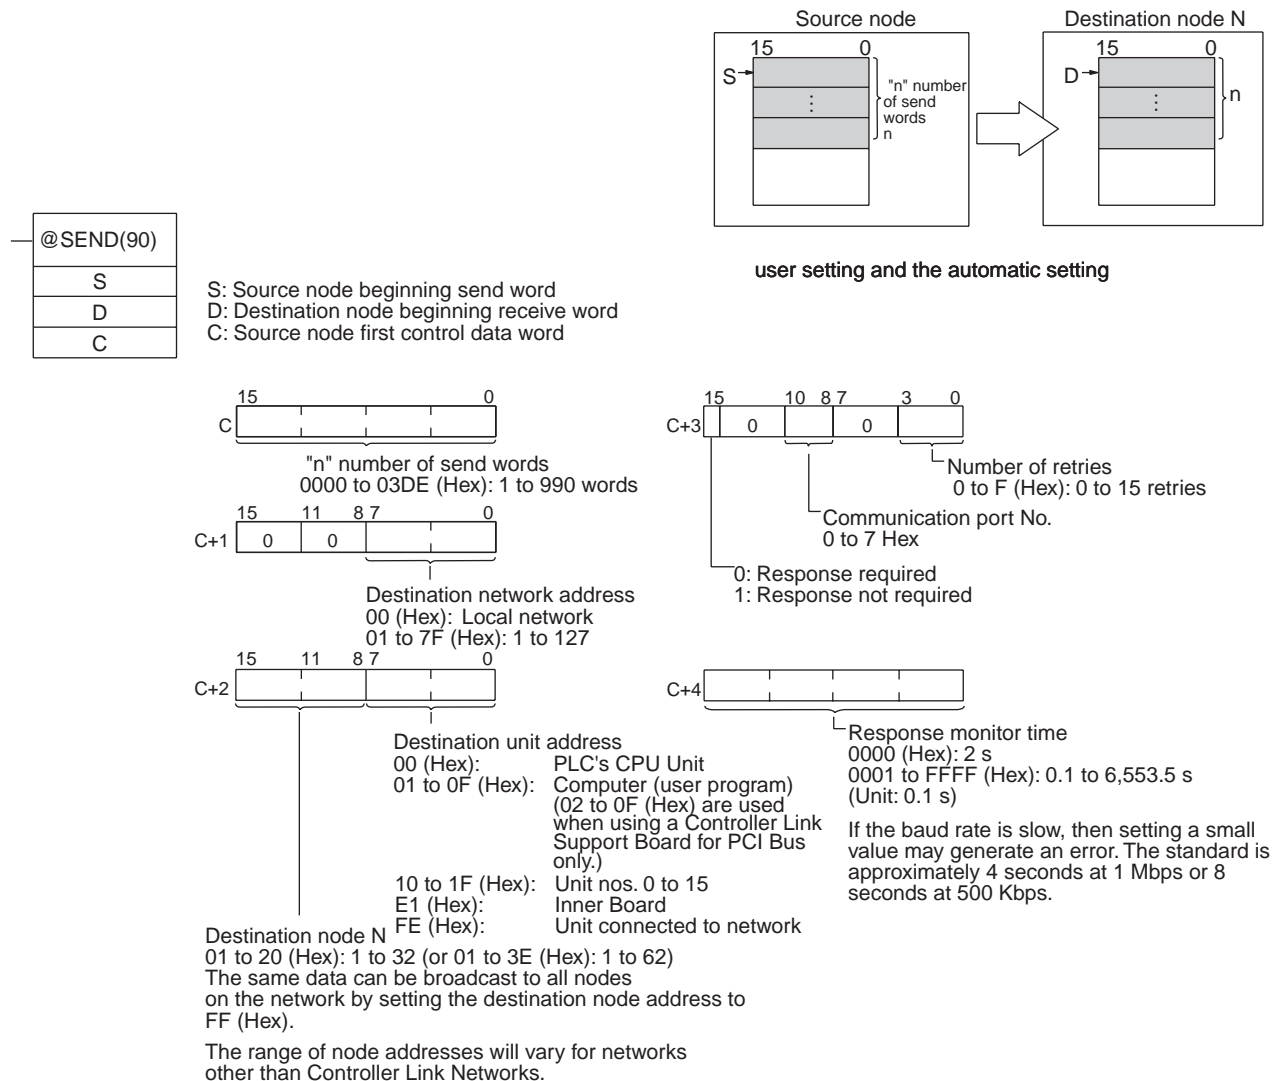 Source node
Destination node N
15 0
S
"n" number
of send
words
n
15 0
D
n
user setting and the automatic setting
@SEND(90)
S
D
C
S: Source node beginning send word
D: Destination node beginning receive word
C: Source node first control data word
15 0
C
"n" number of send words
0000 to 03DE (Hex): 1 to 990 words
15 11 8 7 0
C+1 0 0
Destination network address
00 (Hex): Local network
01 to 7F (Hex): 1 to 127
15 11 8 7 0
C+2
Destination unit address
00 (Hex): PLC's CPU Unit
01 to 0F (Hex): Computer (user program)
(02 to 0F (Hex) are used
when using a Controller Link
Support Board for PCI Bus
only.)
10 to 1F (Hex): Unit nos. 0 to 15
E1 (Hex): Inner Board
FE (Hex): Unit connected to network
Destination node N
01 to 20 (Hex): 1 to 32 (or 01 to 3E (Hex): 1 to 62)
The same data can be broadcast to all nodes
on the network by setting the destination node address to
FF (Hex).
The range of node addresses will vary for networks
other than Controller Link Networks.
15 10 8 7 3 0
C+3 0 0
Number of retries
0 to F (Hex): 0 to 15 retries
Communication port No.
0 to 7 Hex
0: Response required
1: Response not required
C+4
Response monitor time
0000 (Hex): 2 s
0001 to FFFF (Hex): 0.1 to 6,553.5 s
(Unit: 0.1 s)
If the baud rate is slow, then setting a small
value may generate an error. The standard is
approximately 4 seconds at 1 Mbps or 8
seconds at 500 Kbps.